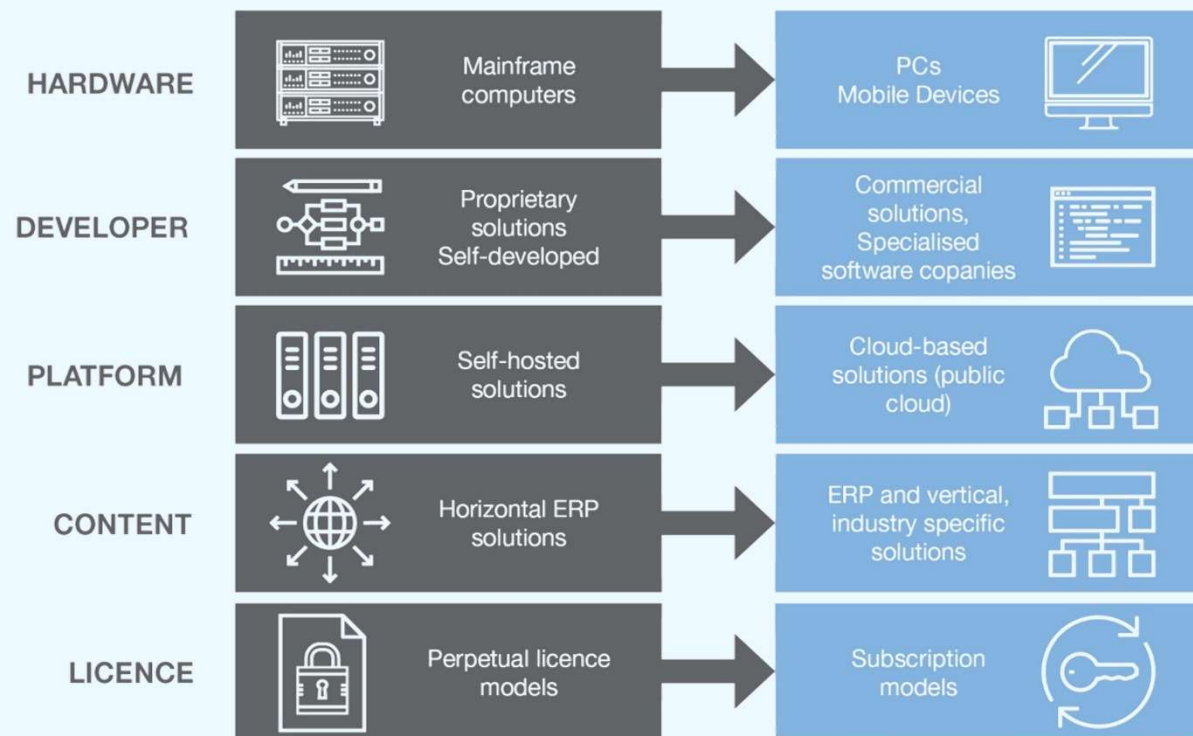 HARDWARE
Mainframe
computers
PCs
Mobile Devices
DEVELOPER
Proprietary
solutions
Self-developed
Commercial
solutions,
Specialised
software copanies
PLATFORM
Self-hosted
solutions
Cloud-based
solutions (public
cloud)
CONTENT
Horizontal ERP
solutions
ERP and vertical,
industry specific
solutions
LICENCE
Perpetual licence
models
Subscription
models